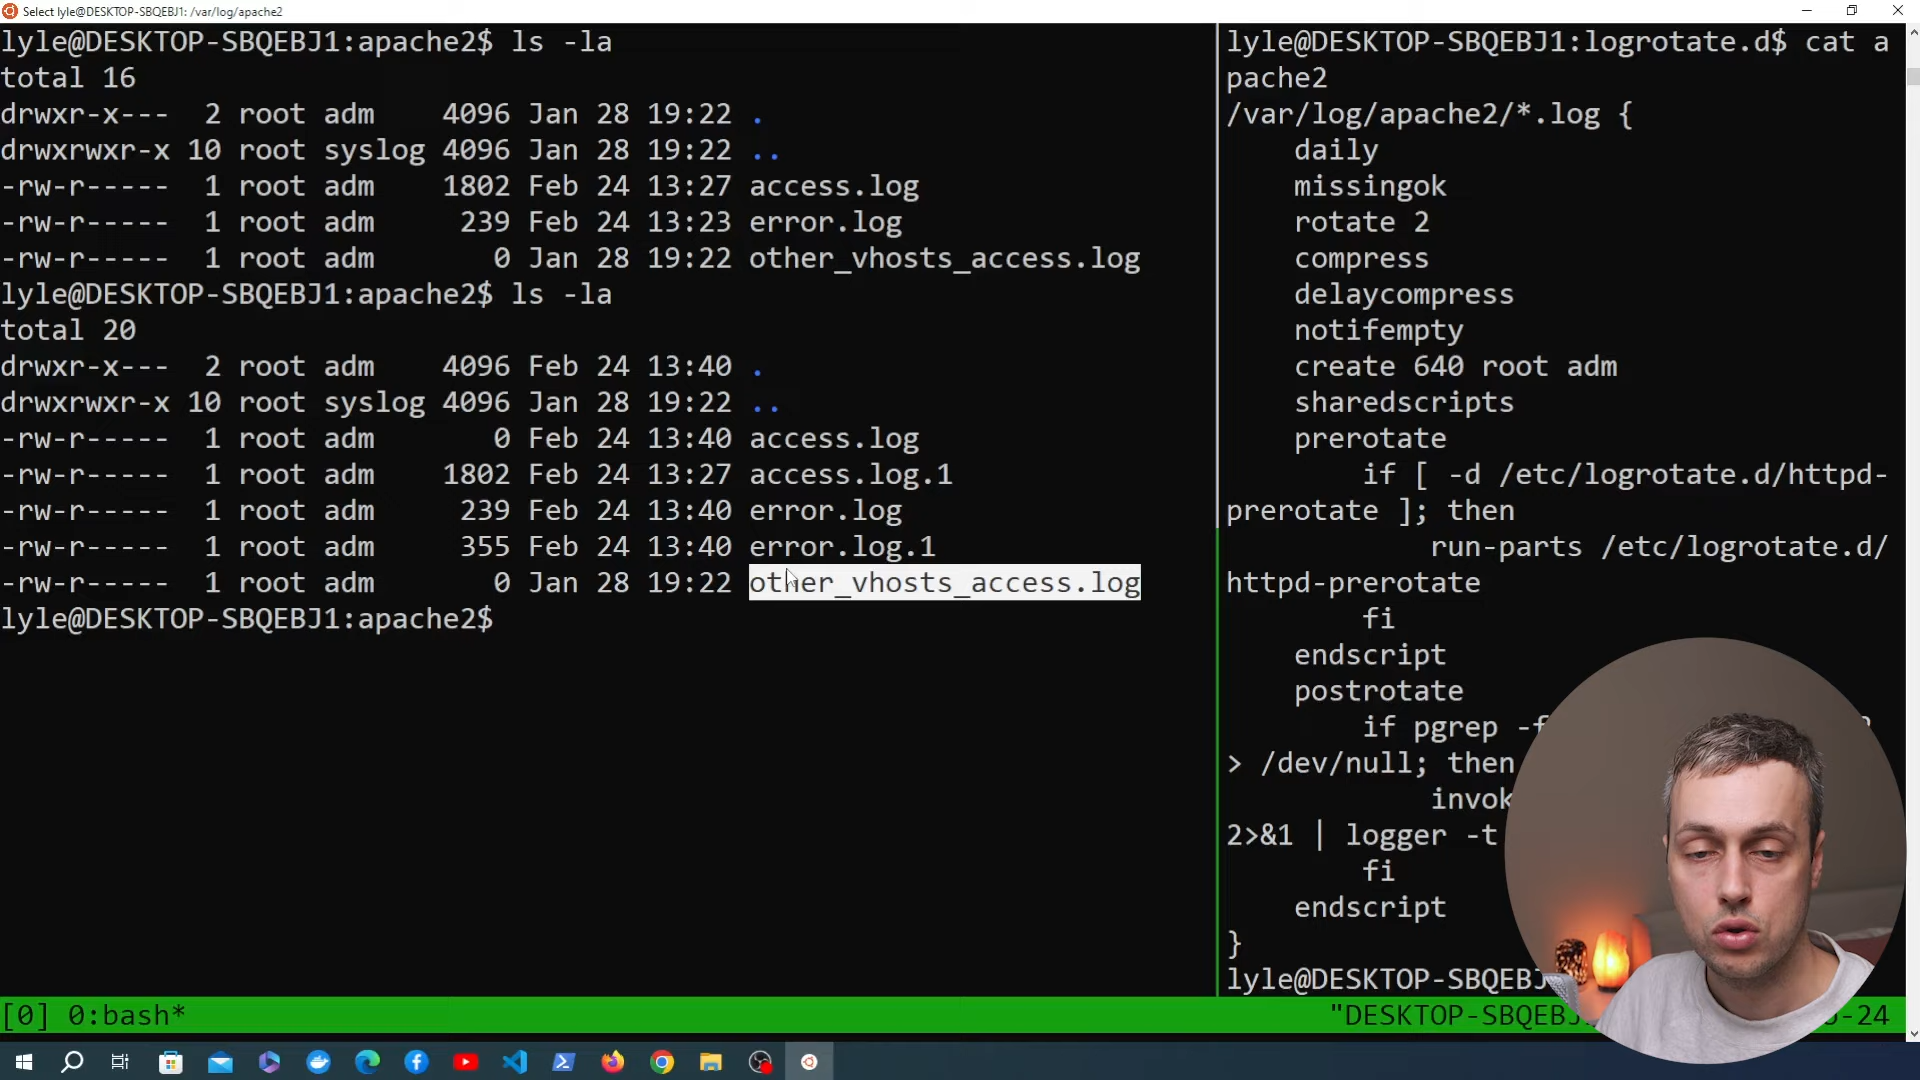 Select lyle@DESKTOP-SBQEBJ1: /var/log/apache2
lyle@DESKTOP-SBQEBJ1:apache2$ ls -la
total 16
drwxr-x---  2 root adm    4096 Jan 28 19:22 .
drwxrwxr-x 10 root syslog 4096 Jan 28 19:22 ..
-rw-r-----  1 root adm    1802 Feb 24 13:27 access.log
-rw-r-----  1 root adm     239 Feb 24 13:23 error.log
-rw-r-----  1 root adm       0 Jan 28 19:22 other_vhosts_access.log
lyle@DESKTOP-SBQEBJ1:apache2$ ls -la
total 20
drwxr-x---  2 root adm    4096 Feb 24 13:40 .
drwxrwxr-x 10 root syslog 4096 Jan 28 19:22 ..
-rw-r-----  1 root adm       0 Feb 24 13:40 access.log
-rw-r-----  1 root adm    1802 Feb 24 13:27 access.log.1
-rw-r-----  1 root adm     239 Feb 24 13:40 error.log
-rw-r-----  1 root adm     355 Feb 24 13:40 error.log.1
-rw-r-----  1 root adm       0 Jan 28 19:22 other_vhosts_access.log
lyle@DESKTOP-SBQEBJ1:apache2$
lyle@DESKTOP-SBQEBJ1:logrotate.d$ cat a
pache2
/var/log/apache2/*.log {
    daily
    missingok
    rotate 2
    compress
    delaycompress
    notifempty
    create 640 root adm
    sharedscripts
    prerotate
        if [ -d /etc/logrotate.d/httpd-
prerotate ]; then
            run-parts /etc/logrotate.d/
httpd-prerotate
        fi
    endscript
    postrotate
        if pgrep -f
> /dev/null; then
            invok
2>&1 | logger -t
        fi
    endscript
}
lyle@DESKTOP-SBQEBJ
[0] 0:bash*
"DESKTOP-SBQEBJ
-24